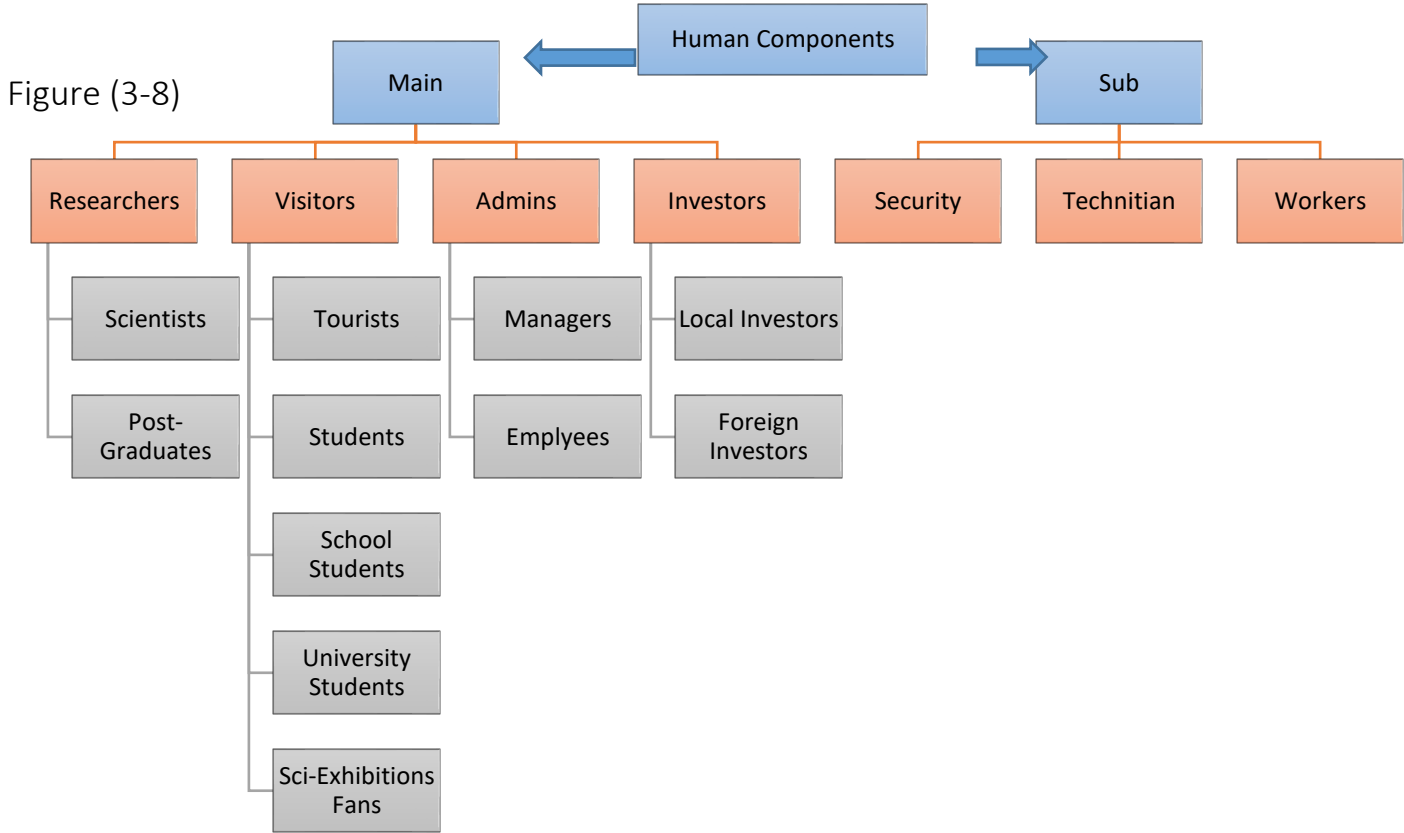 Human Components
Main
Sub
Figure (3-8)
Researchers
Visitors
Admins
Investors
Security
Technitian
Workers
Scientists
Tourists
Managers
Local Investors
Post-
Graduates
Students
Emplyees
Foreign
Investors
School
Students
University
Students
Sci-Exhibitions
Fans